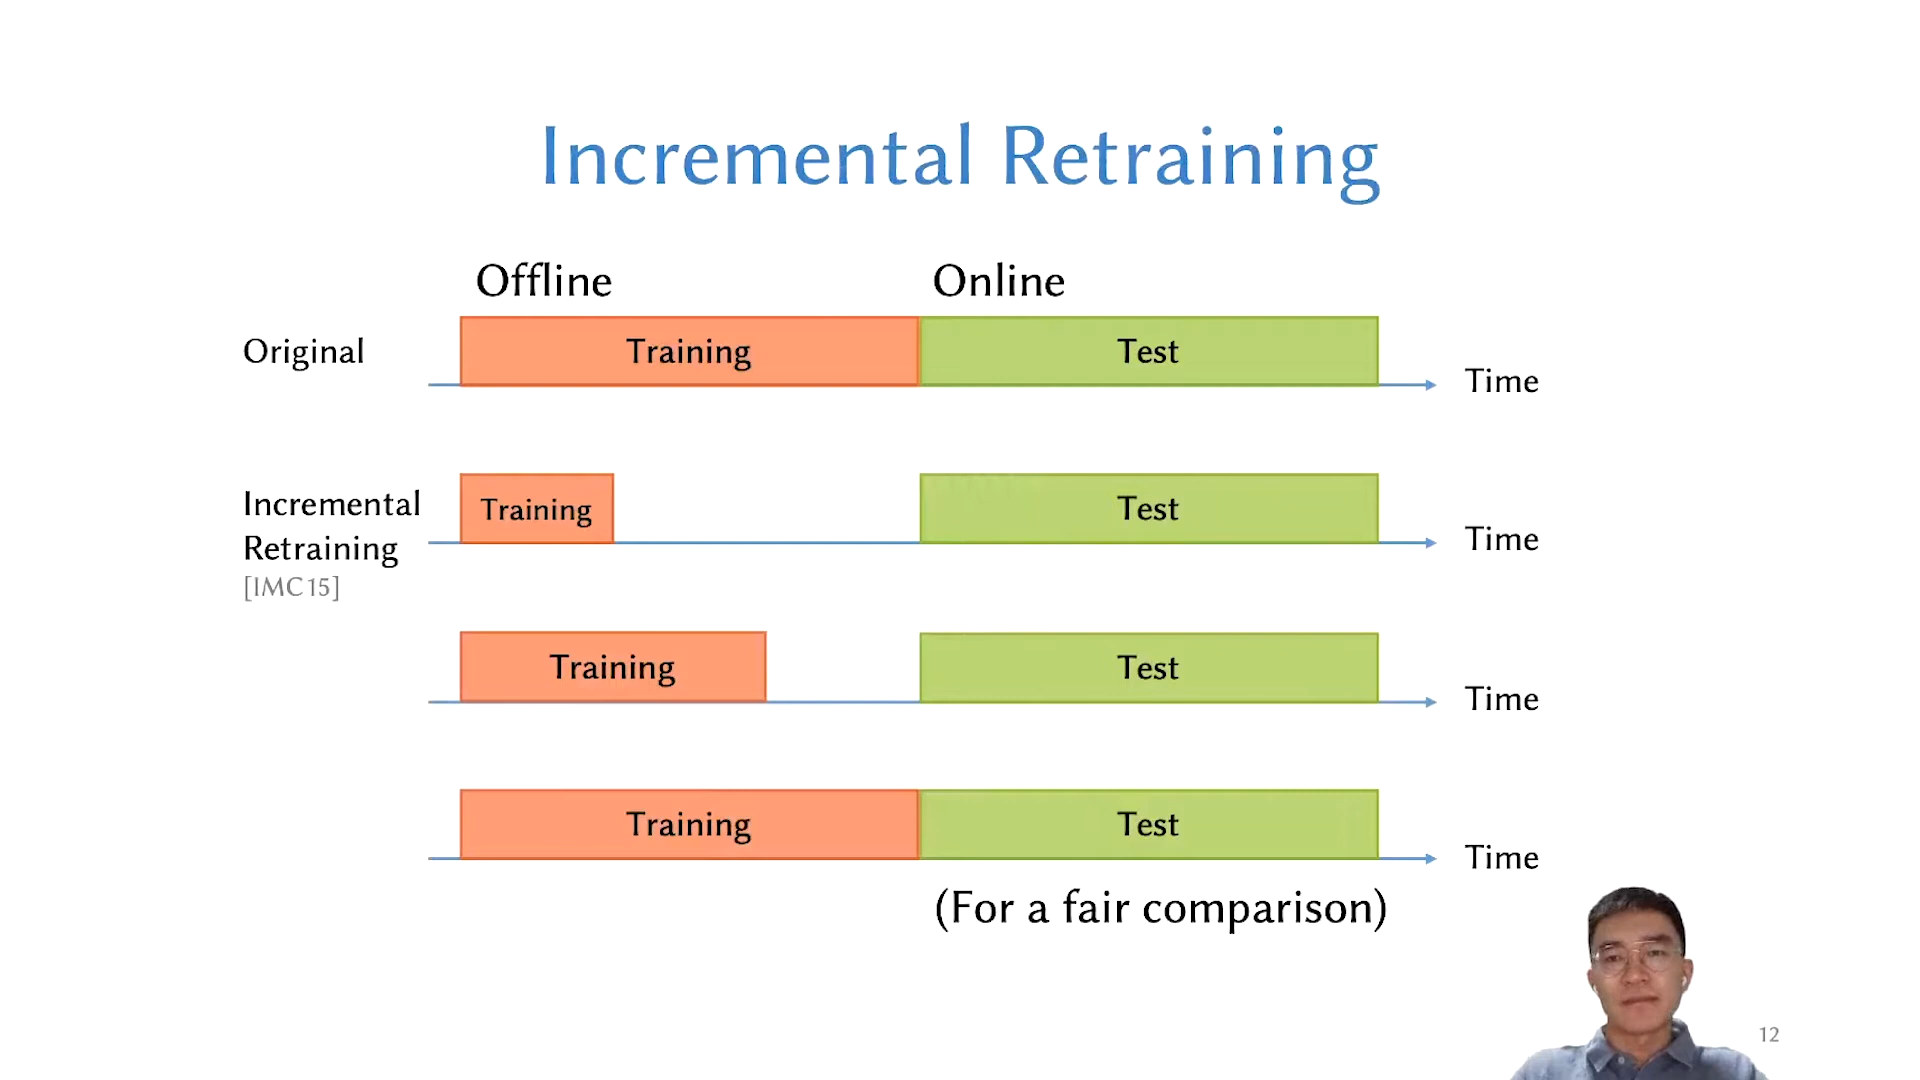 Incremental Retraining
Offline
Online
Original
Training
Test
Time
Incremental
Retraining
[IMC15]
Training
Test
Time
Training
Test
Time
Training
Test
Time
(For a fair comparison)
12